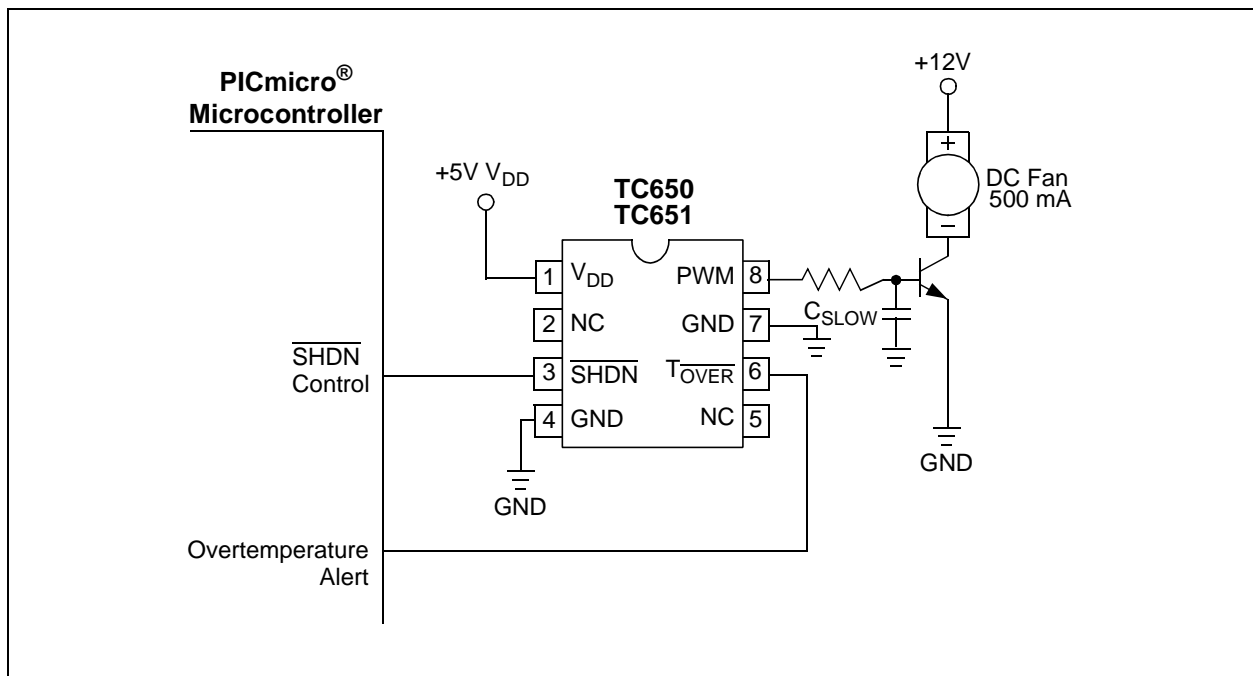 PICmicro®
Microcontroller
+12V
DC Fan
500 mA
+5V VDD
TC650
TC651
1 VDD
PWM 8
2 NC
GND 7
CSLOW
SHDN
Control
3 SHDN
TOVER 6
4 GND
NC 5
GND
GND
Overtemperature
Alert
+
−